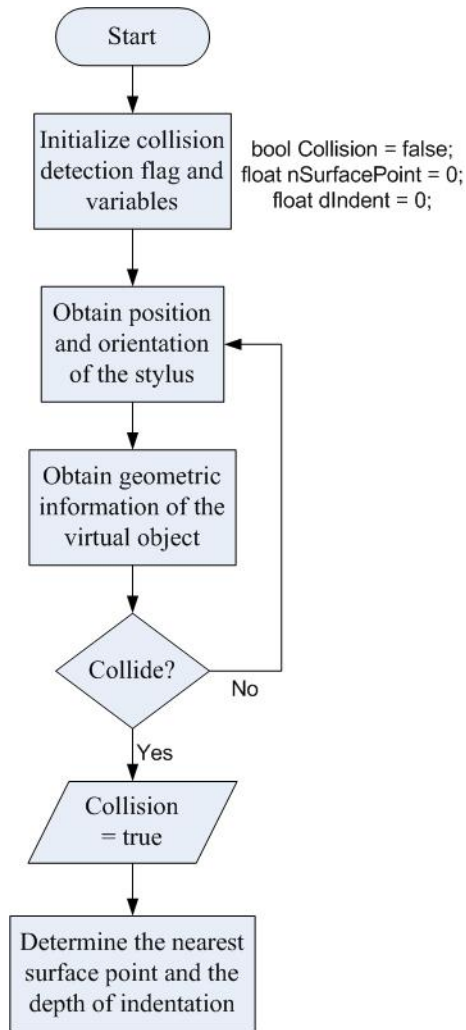 Start
Initialize collision
detection flag and
variables
bool Collision = false;
float nSurfacePoint = 0;
float dIndent = 0;
Obtain position
and orientation
of the stylus
Obtain geometric
information of the
virtual object
Collide?
No
Yes
Collision
= true
Determine the nearest
surface point and the
depth of indentation